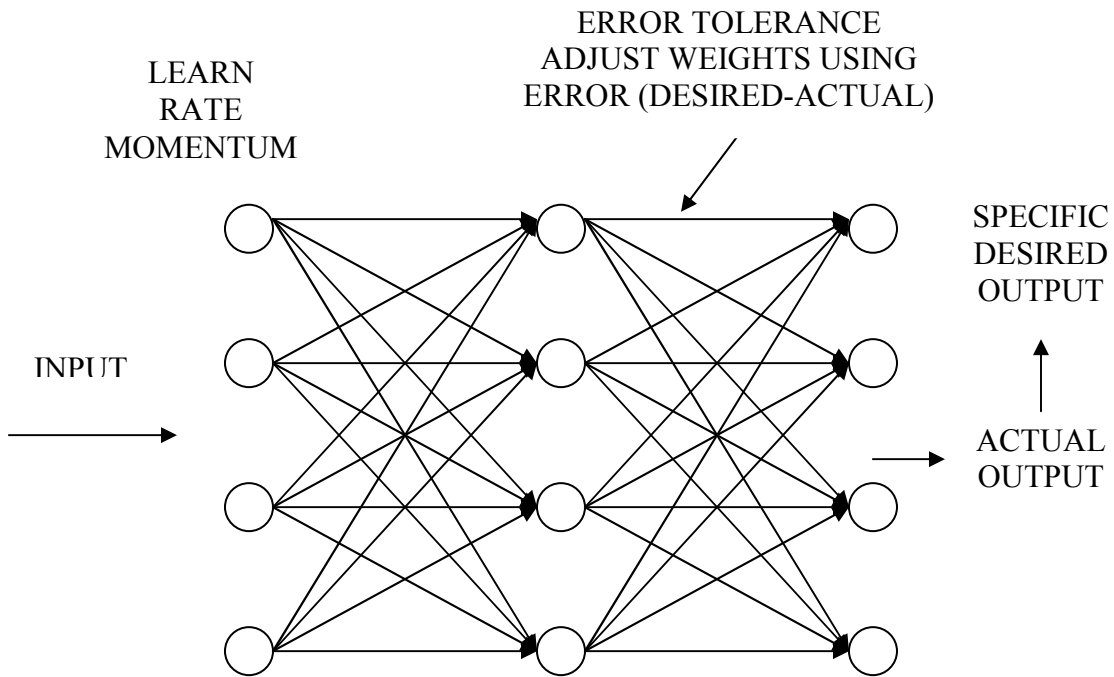 ERROR TOLERANCE
ADJUST WEIGHTS USING
ERROR (DESIRED-ACTUAL)
LEARN
RATE
MOMENTUM
SPECIFIC
DESIRED
OUTPUT
INPUT
ACTUAL
OUTPUT